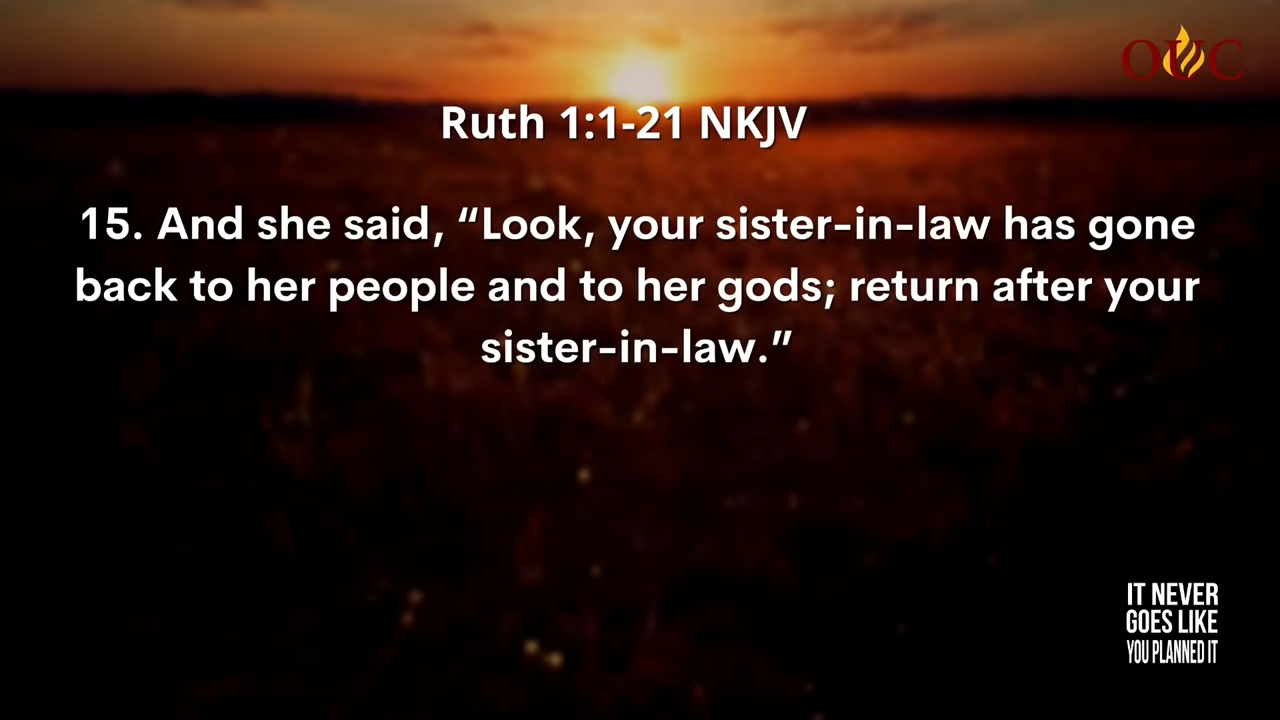 OUC
Ruth 1:1-21 NKJV
15. And she said, “Look, your sister-in-law has gone
back to her people and to her gods; return after your
sister-in-law.”
IT NEVER
GOES LIKE
YOU PLANNED IT